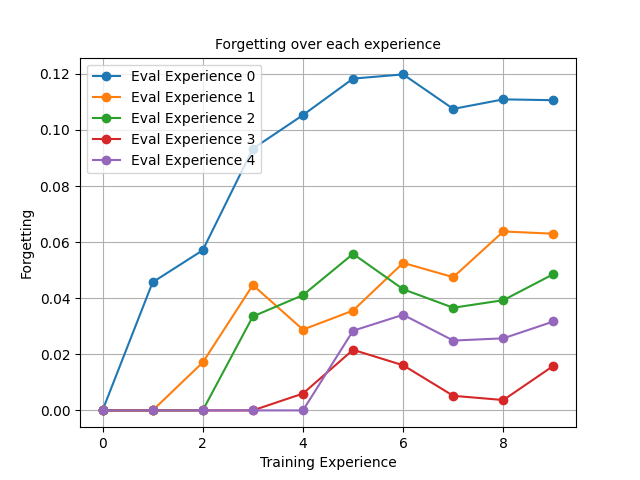 Forgetting over each experience
Eval Experience 0
Eval Experience 1
Eval Experience 2
Eval Experience 3
Eval Experience 4
0.12
0.10
0.08
0.06
0.04
0.02
0.00
Forgetting
0 2 4 6 8
Training Experience